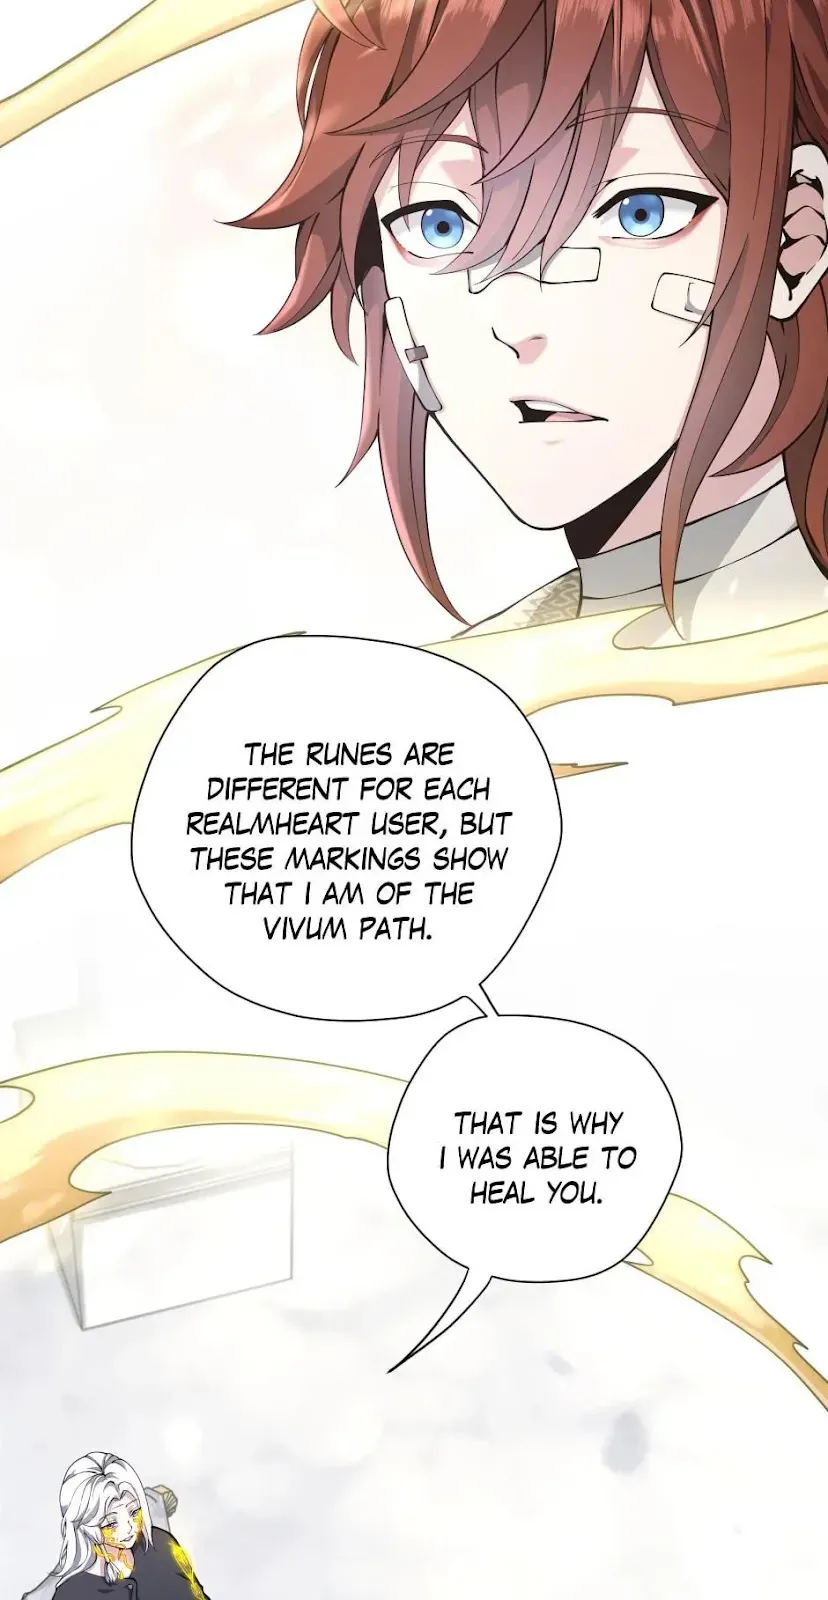 THE RUNES ARE
DIFFERENT FOR EACH
REALMHEART USER, BUT
THESE MARKINGS SHOW
THAT I AM OF THE
VIVUM PATH.
THAT IS WHY
I WAS ABLE TO
HEAL YOU.